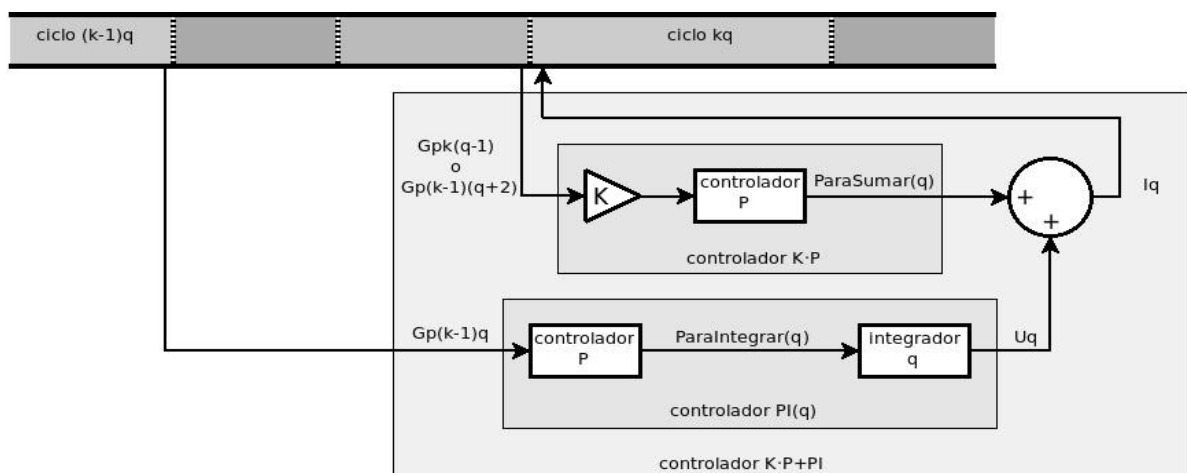 ciclo (k-1)q
ciclo kq
Gpk(q-1)
o
Gp(k-1)(q+2)
K
controlador
P
ParaSumar(q)
+
+
Iq
controlador K·P
Gp(k-1)q
controlador
P
ParaIntegrar(q)
integrador
q
Uq
controlador PI(q)
controlador K·P+PI